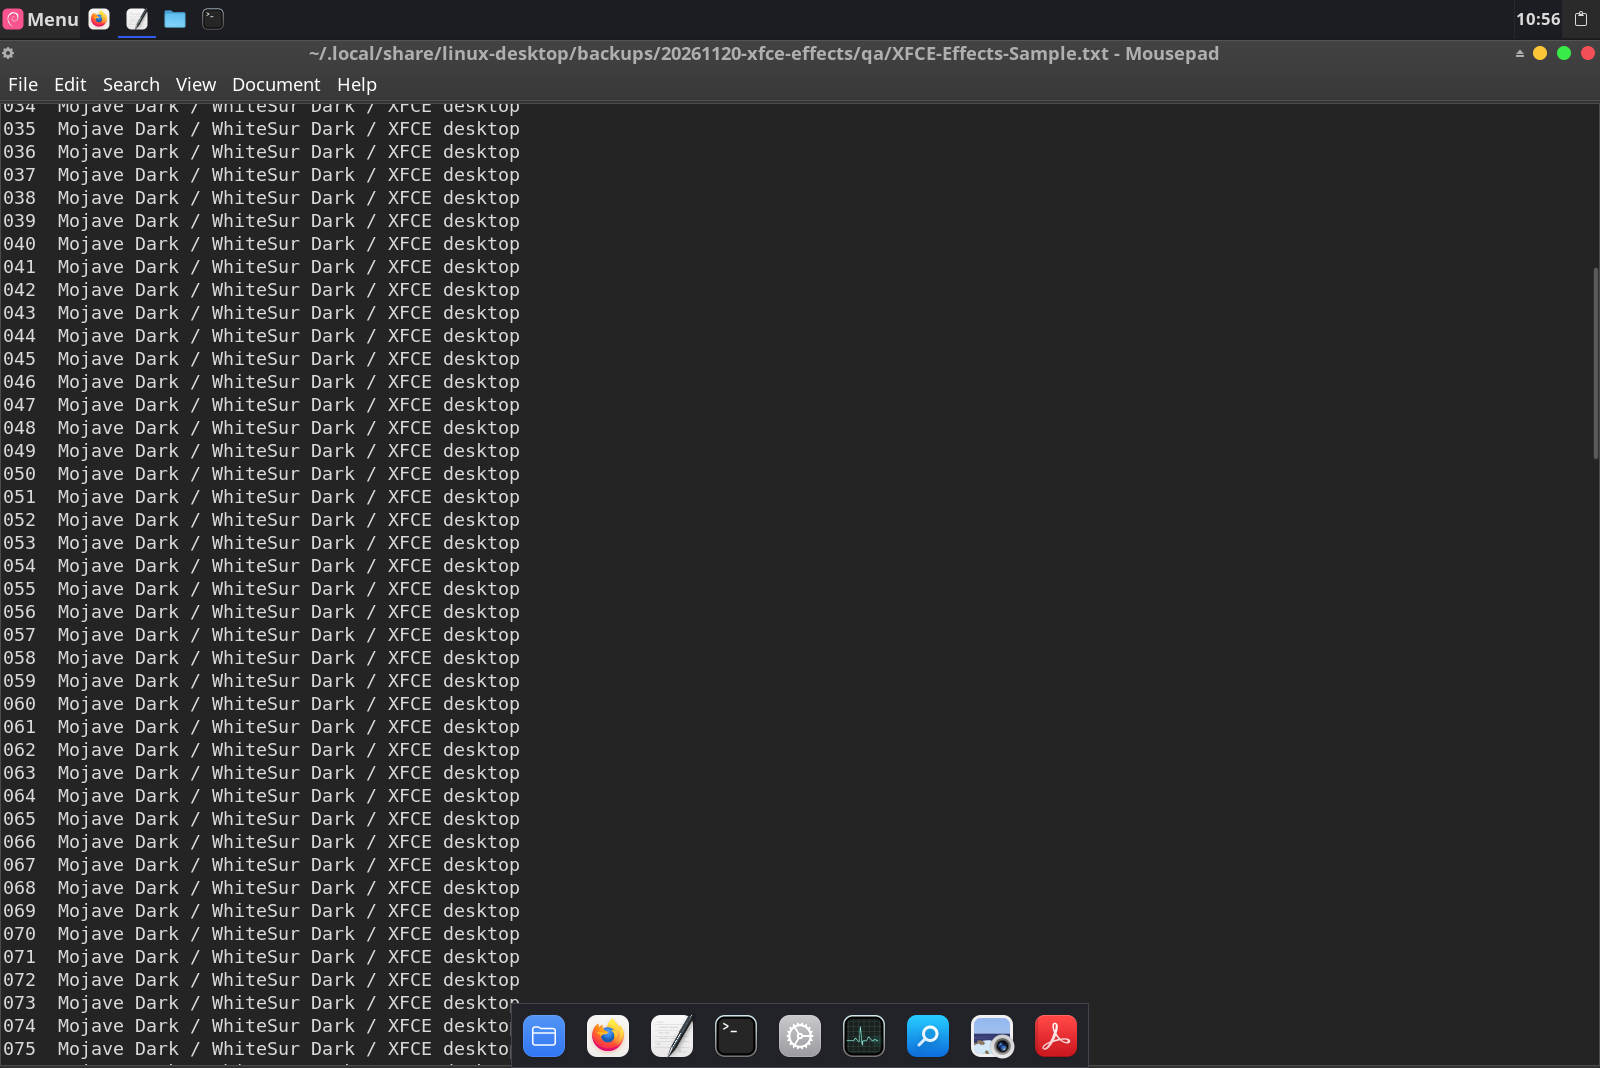 Menu
10:56
~/.local/share/linux-desktop/backups/20261120-xfce-effects/qa/XFCE-Effects-Sample.txt - Mousepad
File Edit Search View Document Help
034 Mojave Dark / WhiteSur Dark / XFCE desktop
035 Mojave Dark / WhiteSur Dark / XFCE desktop
036 Mojave Dark / WhiteSur Dark / XFCE desktop
037 Mojave Dark / WhiteSur Dark / XFCE desktop
038 Mojave Dark / WhiteSur Dark / XFCE desktop
039 Mojave Dark / WhiteSur Dark / XFCE desktop
040 Mojave Dark / WhiteSur Dark / XFCE desktop
041 Mojave Dark / WhiteSur Dark / XFCE desktop
042 Mojave Dark / WhiteSur Dark / XFCE desktop
043 Mojave Dark / WhiteSur Dark / XFCE desktop
044 Mojave Dark / WhiteSur Dark / XFCE desktop
045 Mojave Dark / WhiteSur Dark / XFCE desktop
046 Mojave Dark / WhiteSur Dark / XFCE desktop
047 Mojave Dark / WhiteSur Dark / XFCE desktop
048 Mojave Dark / WhiteSur Dark / XFCE desktop
049 Mojave Dark / WhiteSur Dark / XFCE desktop
050 Mojave Dark / WhiteSur Dark / XFCE desktop
051 Mojave Dark / WhiteSur Dark / XFCE desktop
052 Mojave Dark / WhiteSur Dark / XFCE desktop
053 Mojave Dark / WhiteSur Dark / XFCE desktop
054 Mojave Dark / WhiteSur Dark / XFCE desktop
055 Mojave Dark / WhiteSur Dark / XFCE desktop
056 Mojave Dark / WhiteSur Dark / XFCE desktop
057 Mojave Dark / WhiteSur Dark / XFCE desktop
058 Mojave Dark / WhiteSur Dark / XFCE desktop
059 Mojave Dark / WhiteSur Dark / XFCE desktop
060 Mojave Dark / WhiteSur Dark / XFCE desktop
061 Mojave Dark / WhiteSur Dark / XFCE desktop
062 Mojave Dark / WhiteSur Dark / XFCE desktop
063 Mojave Dark / WhiteSur Dark / XFCE desktop
064 Mojave Dark / WhiteSur Dark / XFCE desktop
065 Mojave Dark / WhiteSur Dark / XFCE desktop
066 Mojave Dark / WhiteSur Dark / XFCE desktop
067 Mojave Dark / WhiteSur Dark / XFCE desktop
068 Mojave Dark / WhiteSur Dark / XFCE desktop
069 Mojave Dark / WhiteSur Dark / XFCE desktop
070 Mojave Dark / WhiteSur Dark / XFCE desktop
071 Mojave Dark / WhiteSur Dark / XFCE desktop
072 Mojave Dark / WhiteSur Dark / XFCE desktop
073 Mojave Dark / WhiteSur Dark / XFCE desktop
074 Mojave Dark / WhiteSur Dark / XFCE deskto
075 Mojave Dark / WhiteSur Dark / XFCE deskto